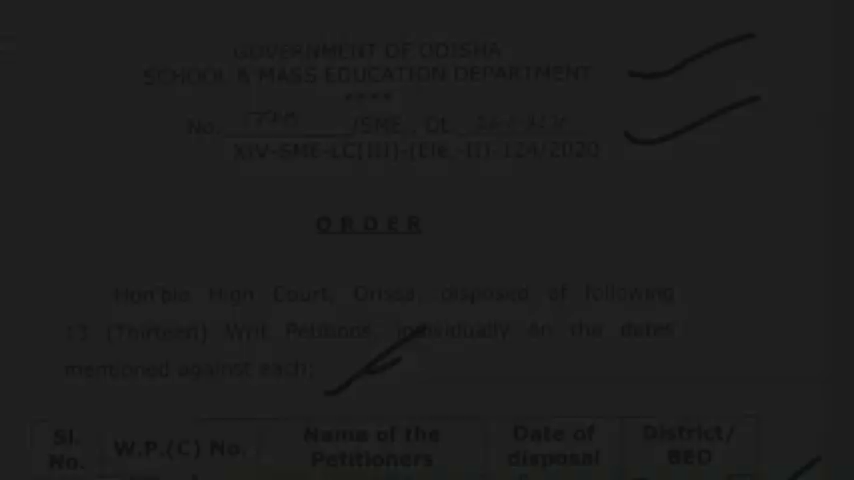 GOVERNMENT OF ODISHA
SCHOOL & MASS EDUCATION DEPARTMENT
****
No. /SME., Dt.
XIV-SME-LC[III]-(Ele.-II)-124/2020
ORDER
Hon'ble High Court, Orissa, disposed of following
13 (Thirteen) Writ Petitions, individually on the dates
mentioned against each:
Sl. No. W.P.(C) No. Name of the Petitioners Date of disposal District/ BEO